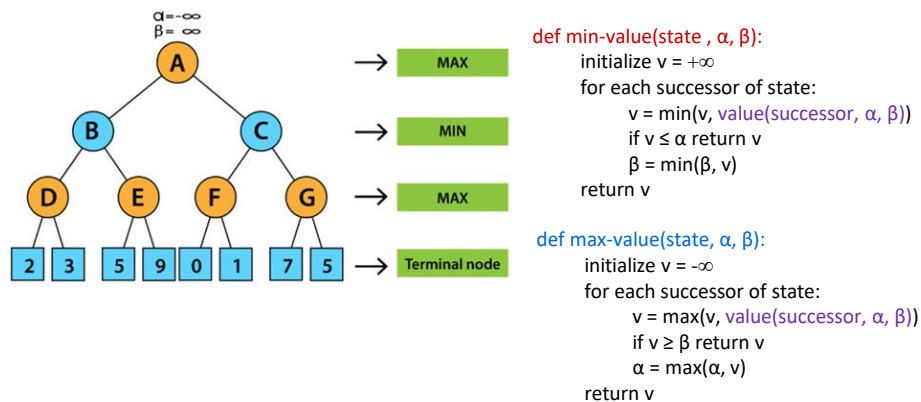 α=-∞
β= ∞
A
MAX
B
C
MIN
D
E
F
G
MAX
2 3 5 9 0 1 7 5
Terminal node
def min-value(state , α, β):
initialize v = +∞
for each successor of state:
v = min(v, value(successor, α, β))
if v ≤ α return v
β = min(β, v)
return v
def max-value(state, α, β):
initialize v = -∞
for each successor of state:
v = max(v, value(successor, α, β))
if v ≥ β return v
α = max(α, v)
return v